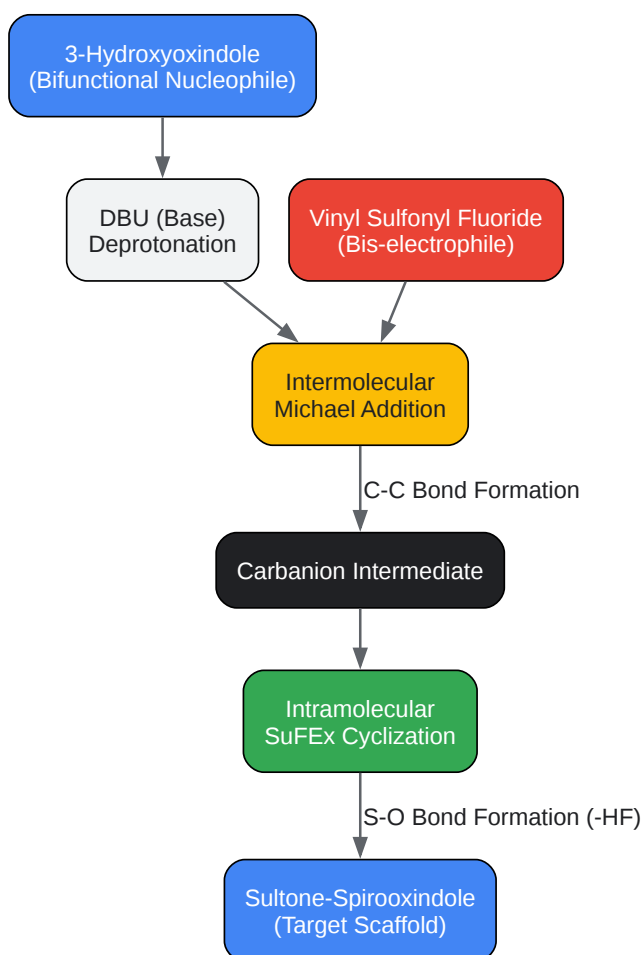 3-Hydroxyoxindole
(Bifunctional Nucleophile)
DBU (Base)
Deprotonation
Vinyl Sulfonyl Fluoride
(Bis-electrophile)
Intermolecular
Michael Addition
C-C Bond Formation
Carbanion Intermediate
Intramolecular
SuFEx Cyclization
S-O Bond Formation (-HF)
Sultone-Spirooxindole
(Target Scaffold)